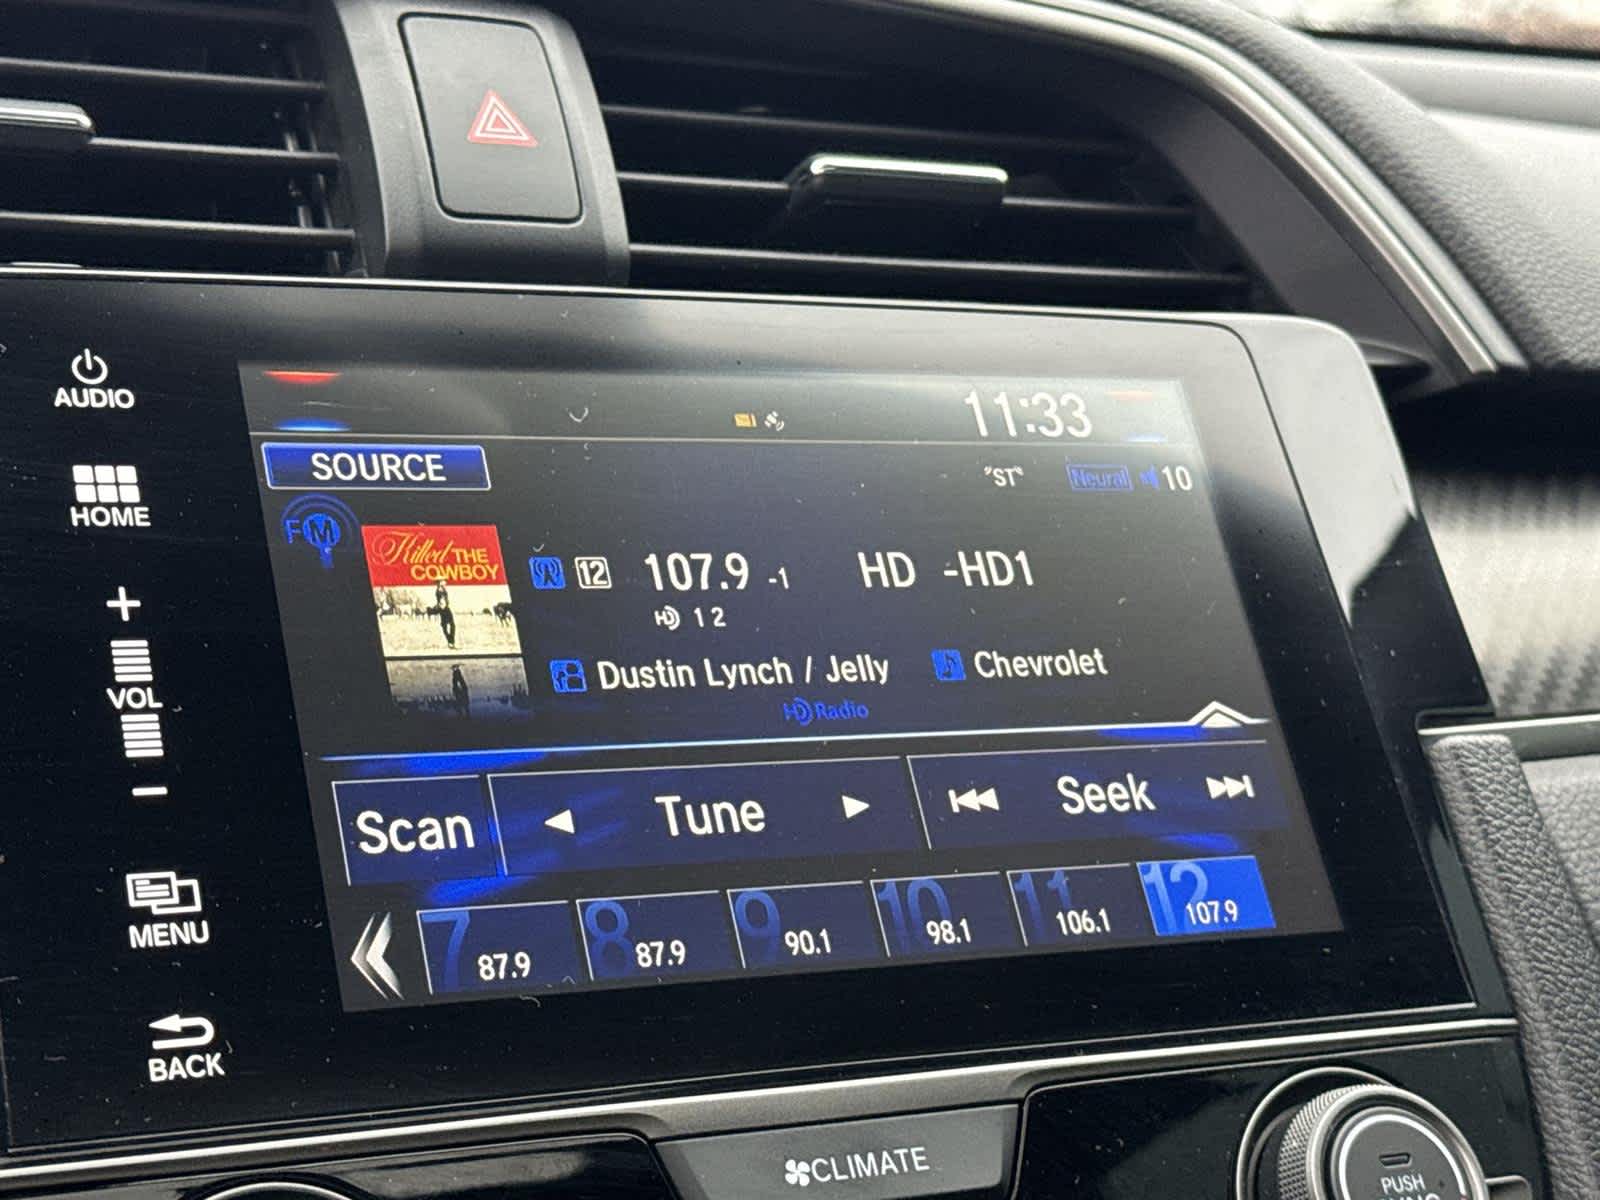 AUDIO
HOME
+
VOL
−
MENU
BACK
11:33
SOURCE
"ST"
Neural
10
FM
Killed THE
COWBOY
12
107.9 -1
HD -HD1
HD 1 2
Dustin Lynch / Jelly
Chevrolet
HD Radio
Scan
Tune
Seek
7 87.9
8 87.9
9 90.1
10 98.1
11 106.1
12 107.9
CLIMATE
PUSH